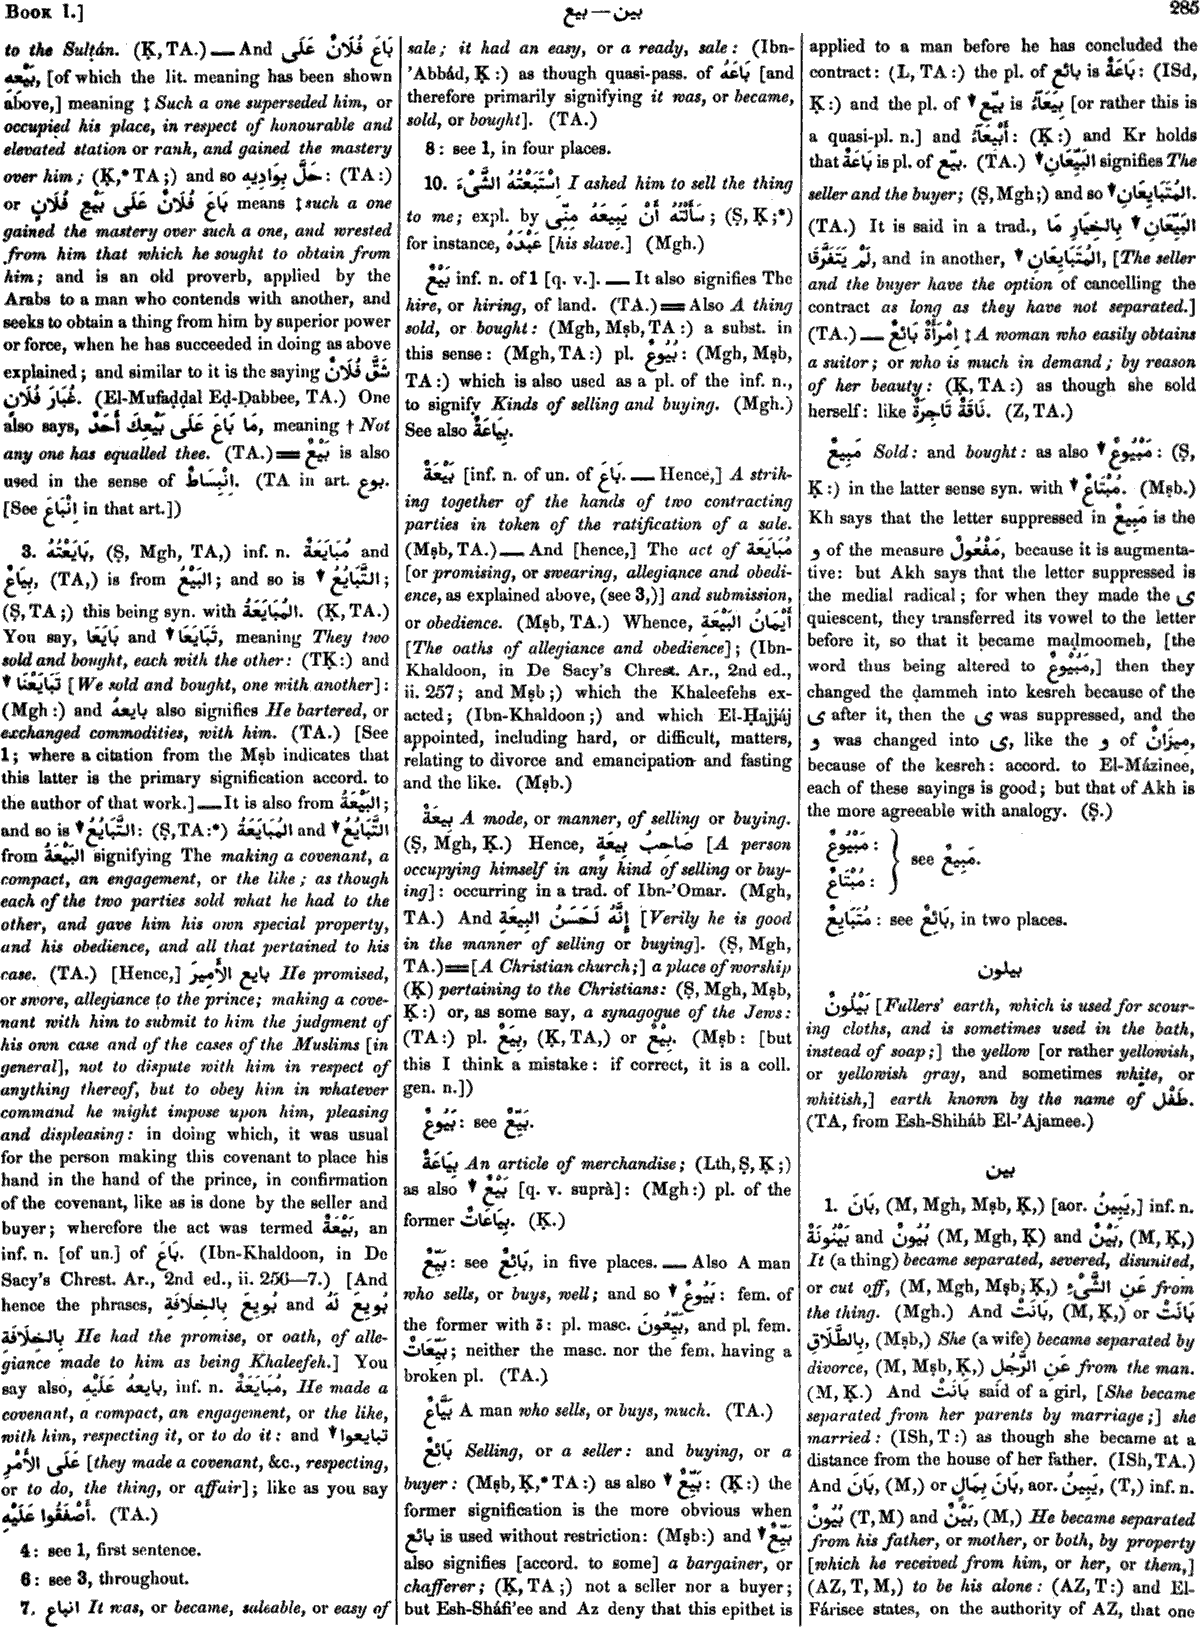 Book I.]
بيع — بين
285
to the Sulṭán. (Ḳ, TA.) — And بَاعَ فُلَانٌ عَلَى
بَيْعِهِ, [of which the lit. meaning has been shown
above,] meaning ‡ Such a one superseded him, or
occupied his place, in respect of honourable and
elevated station or rank, and gained the mastery
over him; (Ḳ,* TA;) and so حَلَّ بِوَادِيهِ: (TA:)
or بَاعَ فُلَانٌ عَلَى بَيْعِ فُلَانٍ means ‡ such a one
gained the mastery over such a one, and wrested
from him that which he sought to obtain from
him; and is an old proverb, applied by the
Arabs to a man who contends with another, and
seeks to obtain a thing from him by superior power
or force, when he has succeeded in doing as above
explained; and similar to it is the saying شَقَّ فُلَانٌ
غُبَارَ فُلَانٍ. (El-Mufaḍḍal Eḍ-Ḍabbee, TA.) One
also says, مَا بَاعَ عَلَى بَيْعِكَ أَحَدٌ, meaning † Not
any one has equalled thee. (TA.) = بَيْعٌ is also
used in the sense of اِنْبِسَاطٌ. (TA in art. بوع.
[See اِنْبَاعَ in that art.])
3. بَايَعْتُهُ, (Ṣ, Mgh, TA,) inf. n. مُبَايَعَةٌ and
بِيَاعٌ, (TA,) is from البَيْعُ; and so is ▼ التَّبَايُعُ;
(Ṣ, TA;) this being syn. with المُبَايَعَةُ. (Ḳ, TA.)
You say, بَايَعَا and ▼ تَبَايَعَا, meaning They two
sold and bought, each with the other: (TḲ:) and
▼ تَبَايَعْنَا [We sold and bought, one with another]:
(Mgh:) and بايعهُ also signifies He bartered, or
exchanged commodities, with him. (TA.) [See
1; where a citation from the Mṣb indicates that
this latter is the primary signification accord. to
the author of that work.] — It is also from البَيْعَةُ;
and so is ▼ التَّبَايُعُ: (Ṣ, TA:*) المُبَايَعَةُ and ▼ التَّبَايُعُ
from البَيْعَةُ signifying The making a covenant, a
compact, an engagement, or the like; as though
each of the two parties sold what he had to the
other, and gave him his own special property,
and his obedience, and all that pertained to his
case. (TA.) [Hence,] بايع الأَمِيرَ He promised,
or swore, allegiance to the prince; making a cove-
nant with him to submit to him the judgment of
his own case and of the cases of the Muslims [in
general], not to dispute with him in respect of
anything thereof, but to obey him in whatever
command he might impose upon him, pleasing
and displeasing: in doing which, it was usual
for the person making this covenant to place his
hand in the hand of the prince, in confirmation
of the covenant, like as is done by the seller and
buyer; wherefore the act was termed بَيْعَةٌ, an
inf. n. [of un.] of بَاعَ. (Ibn-Khaldoon, in De
Sacy's Chrest. Ar., 2nd ed., ii. 256—7.) [And
hence the phrases, بُويِعَ بِالخِلَافَةِ and بُويِعَ لَهُ
بِالخِلَافَةِ He had the promise, or oath, of alle-
giance made to him as being Khaleefeh.] You
say also, بايعهُ عَلَيْهِ, inf. n. مُبَايَعَةٌ, He made a
covenant, a compact, an engagement, or the like,
with him, respecting it, or to do it: and ▼ تبايعوا
عَلَى الأَمْرِ [they made a covenant, &c., respecting,
or to do, the thing, or affair]; like as you say
أَصْفَقُوا عَلَيْهِ. (TA.)
4: see 1, first sentence.
6: see 3, throughout.
7. انباع It was, or became, saleable, or easy of
sale; it had an easy, or a ready, sale: (Ibn-
'Abbád, Ḳ:) as though quasi-pass. of بَاعَهُ [and
therefore primarily signifying it was, or became,
sold, or bought]. (TA.)
8: see 1, in four places.
10. اِسْتَبَعْتُهُ الشَّىْءَ I asked him to sell the thing
to me; expl. by سَأَلْتُهُ أَنْ يَبِيعَهُ مِنِّى; (Ṣ, Ḳ;*)
for instance, عَبْدَهُ [his slave.] (Mgh.)
بَيْعٌ inf. n. of 1 [q. v.]. — It also signifies The
hire, or hiring, of land. (TA.) = Also A thing
sold, or bought: (Mgh, Mṣb, TA:) a subst. in
this sense: (Mgh, TA:) pl. بُيُوعٌ: (Mgh, Mṣb,
TA:) which is also used as a pl. of the inf. n.,
to signify Kinds of selling and buying. (Mgh.)
See also بِيَاعَةٌ.
بَيْعَةٌ [inf. n. of un. of بَاعَ. — Hence,] A strik-
ing together of the hands of two contracting
parties in token of the ratification of a sale.
(Mṣb, TA.) — And [hence,] The act of مُبَايَعَة
[or promising, or swearing, allegiance and obedi-
ence, as explained above, (see 3,)] and submission,
or obedience. (Mṣb, TA.) Whence, أَيْمَانُ البَيْعَةِ
[The oaths of allegiance and obedience]; (Ibn-
Khaldoon, in De Sacy's Chrest. Ar., 2nd ed.,
ii. 257; and Mṣb;) which the Khaleefehs ex-
acted; (Ibn-Khaldoon;) and which El-Ḥajjáj
appointed, including hard, or difficult, matters,
relating to divorce and emancipation and fasting
and the like. (Mṣb.)
بِيعَةٌ A mode, or manner, of selling or buying.
(Ṣ, Mgh, Ḳ.) Hence, صَاحِبُ بِيعَةٍ [A person
occupying himself in any kind of selling or buy-
ing]: occurring in a trad. of Ibn-'Omar. (Mgh,
TA.) And إِنَّهُ لَحَسَنُ البِيعَةِ [Verily he is good
in the manner of selling or buying]. (Ṣ, Mgh,
TA.) = [A Christian church;] a place of worship
(Ḳ) pertaining to the Christians: (Ṣ, Mgh, Mṣb,
Ḳ:) or, as some say, a synagogue of the Jews:
(TA:) pl. بِيَعٌ, (Ḳ, TA,) or بِيعٌ. (Mṣb: [but
this I think a mistake: if correct, it is a coll.
gen. n.])
بَيُوعٌ: see بَيِّعٌ.
بِيَاعَةٌ An article of merchandise; (Lth, Ṣ, Ḳ;)
as also ▼ بَيْعٌ [q. v. suprà]: (Mgh:) pl. of the
former بِيَاعَاتٌ. (Ḳ.)
بَيِّعٌ: see بَائِعٌ, in five places. — Also A man
who sells, or buys, well; and so ▼ بَيُوعٌ: fem. of
the former with ة: pl. masc. بَيِّعُونَ, and pl. fem.
بَيِّعَاتٌ; neither the masc. nor the fem. having a
broken pl. (TA.)
بَيَّاعٌ A man who sells, or buys, much. (TA.)
بَائِعٌ Selling, or a seller: and buying, or a
buyer: (Mṣb, Ḳ,* TA:) as also ▼ بَيِّعٌ: (Ḳ:) the
former signification is the more obvious when
بائع is used without restriction: (Mṣb:) and ▼ بَيِّعٌ
also signifies [accord. to some] a bargainer, or
chafferer; (Ḳ, TA;) not a seller nor a buyer;
but Esh-Sháfi'ee and Az deny that this epithet is
applied to a man before he has concluded the
contract: (L, TA:) the pl. of بائع is بَاعَةٌ: (ISd,
Ḳ:) and the pl. of ▼ بَيِّع is بِيَعَآءُ [or rather this is
a quasi-pl. n.] and أَبْيِعَآءُ: (Ḳ:) and Kr holds
that بَاعَةٌ is pl. of بَيِّع. (TA.) ▼ البَيِّعَانِ signifies The
seller and the buyer; (Ṣ, Mgh;) and so ▼ المُتَبَايِعَانِ.
(TA.) It is said in a trad., البَيِّعَانِ ▼ بِالخِيَارِ مَا
لَمْ يَتَفَرَّقَا, and in another, ▼ المُتَبَايِعَانِ, [The seller
and the buyer have the option of cancelling the
contract as long as they have not separated.]
(TA.) — اِمْرَأَةٌ بَائِعٌ ‡ A woman who easily obtains
a suitor; or who is much in demand; by reason
of her beauty: (Ḳ, TA:) as though she sold
herself: like نَاقَةٌ تَاجِرَةٌ. (Z, TA.)
مَبِيعٌ Sold: and bought: as also ▼ مَبْيُوعٌ: (Ṣ,
Ḳ:) in the latter sense syn. with ▼ مُبْتَاعٌ. (Mṣb.)
Kh says that the letter suppressed in مَبِيعٌ is the
و of the measure مَفْعُولٌ, because it is augmenta-
tive: but Akh says that the letter suppressed is
the medial radical; for when they made the ى
quiescent, they transferred its vowel to the letter
before it, so that it became maḍmoomeh, [the
word thus being altered to مَبُيْوعٌ,] then they
changed the ḍammeh into kesreh because of the
ى after it, then the ى was suppressed, and the
و was changed into ى, like the و of مِيزَانٌ,
because of the kesreh: accord. to El-Mázinee,
each of these sayings is good; but that of Akh is
the more agreeable with analogy. (Ṣ.)
مَبْيُوعٌ:
see مَبِيعٌ.
مُبْتَاعٌ:
مُتَبَايِعٌ: see بَائِعٌ, in two places.
بيلون
بَيْلُونٌ [Fullers' earth, which is used for scour-
ing cloths, and is sometimes used in the bath,
instead of soap;] the yellow [or rather yellowish,
or yellowish gray, and sometimes white, or
whitish,] earth known by the name of طَفْل.
(TA, from Esh-Shiháb El-'Ajamee.)
بين
1. بَانَ, (M, Mgh, Mṣb, Ḳ,) [aor. يَبِينُ,] inf. n.
بَيْنٌ, (M, Mgh, Ḳ) and بُيُونٌ and بَيْنُونَةٌ (M, Ḳ,)
It (a thing) became separated, severed, disunited,
or cut off, (M, Mgh, Mṣb, Ḳ,) عَنِ الشَّىْءِ from
the thing. (Mgh.) And بَانَتْ, (M, Ḳ,) or بَانَتْ
بِالطَّلَاقِ, (Mṣb,) She (a wife) became separated by
divorce, (M, Mṣb, Ḳ,) عَنِ الرَّجُلِ from the man.
(M, Ḳ.) And بَانَتْ said of a girl, [She became
separated from her parents by marriage;] she
married: (ISh, T:) as though she became at a
distance from the house of her father. (ISh, TA.)
And بَانَ, (M,) or بَانَ بِمَالٍ, aor. يَبِينُ, (T,) inf. n.
بُيُونٌ (T, M) and بَيْنٌ, (M,) He became separated
from his father, or mother, or both, by property
[which he received from him, or her, or them,]
(AZ, T, M,) to be his alone: (AZ, T:) and El-
Fárisee states, on the authority of AZ, that one